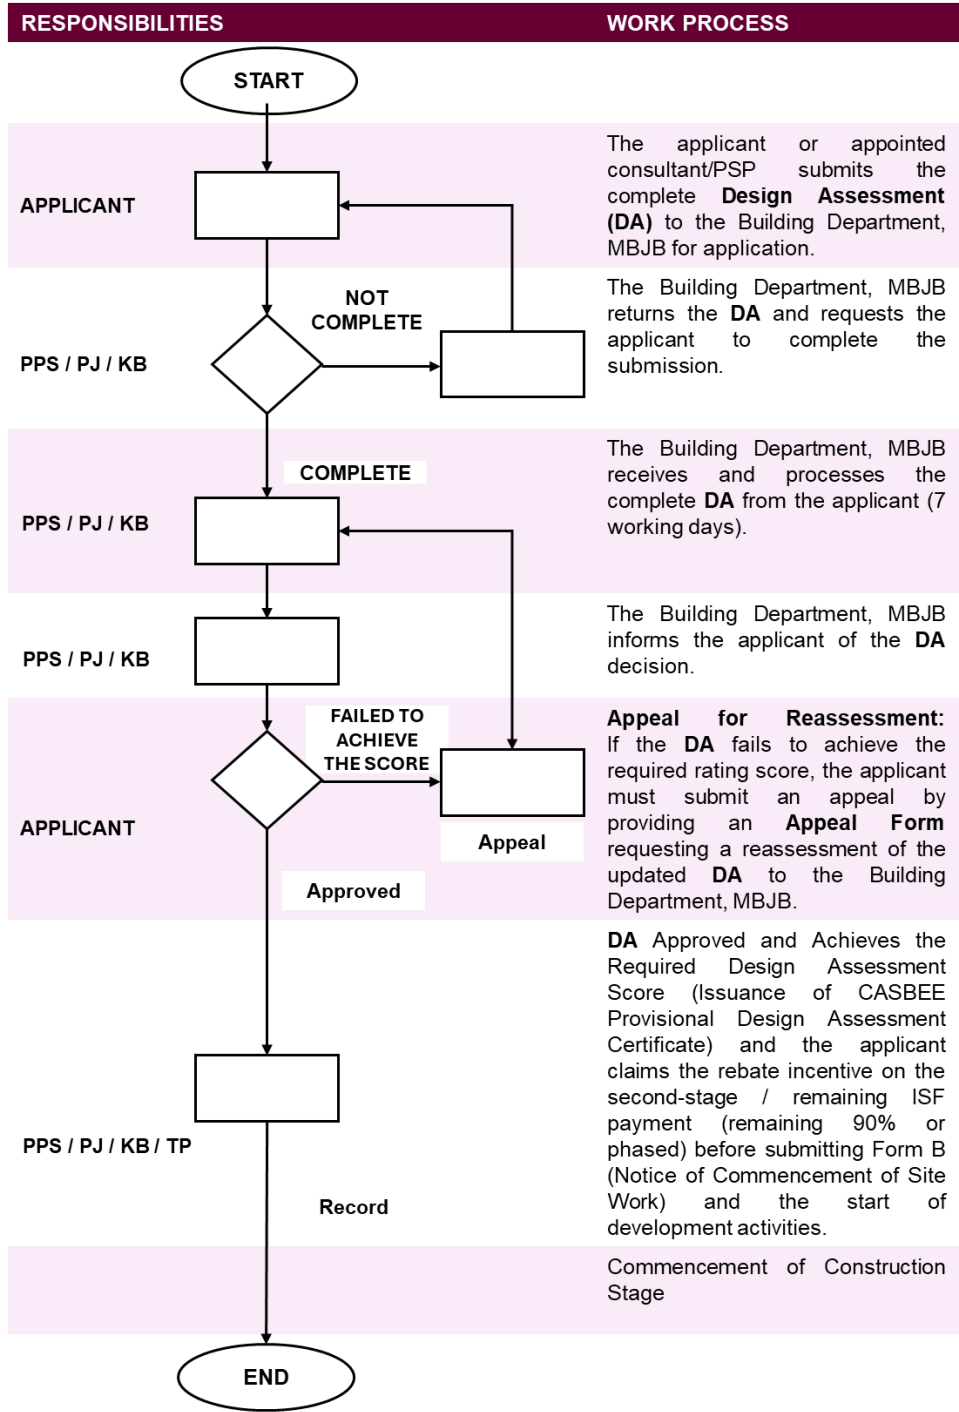 RESPONSIBILITIES WORK PROCESS
START
APPLICANT
The applicant or appointed
consultant/PSP submits the
complete Design Assessment
(DA) to the Building Department,
MBJB for application.
NOT
COMPLETE
PPS / PJ / KB
The Building Department, MBJB
returns the DA and requests the
applicant to complete the
submission.
COMPLETE
PPS / PJ / KB
The Building Department, MBJB
receives and processes the
complete DA from the applicant (7
working days).
PPS / PJ / KB
The Building Department, MBJB
informs the applicant of the DA
decision.
FAILED TO
ACHIEVE
THE SCORE
APPLICANT
Appeal
Approved
Appeal for Reassessment:
If the DA fails to achieve the
required rating score, the applicant
must submit an appeal by
providing an Appeal Form
requesting a reassessment of the
updated DA to the Building
Department, MBJB.
PPS / PJ / KB / TP
Record
DA Approved and Achieves the
Required Design Assessment
Score (Issuance of CASBEE
Provisional Design Assessment
Certificate) and the applicant
claims the rebate incentive on the
second-stage / remaining ISF
payment (remaining 90% or
phased) before submitting Form B
(Notice of Commencement of Site
Work) and the start of
development activities.
Commencement of Construction
Stage
END